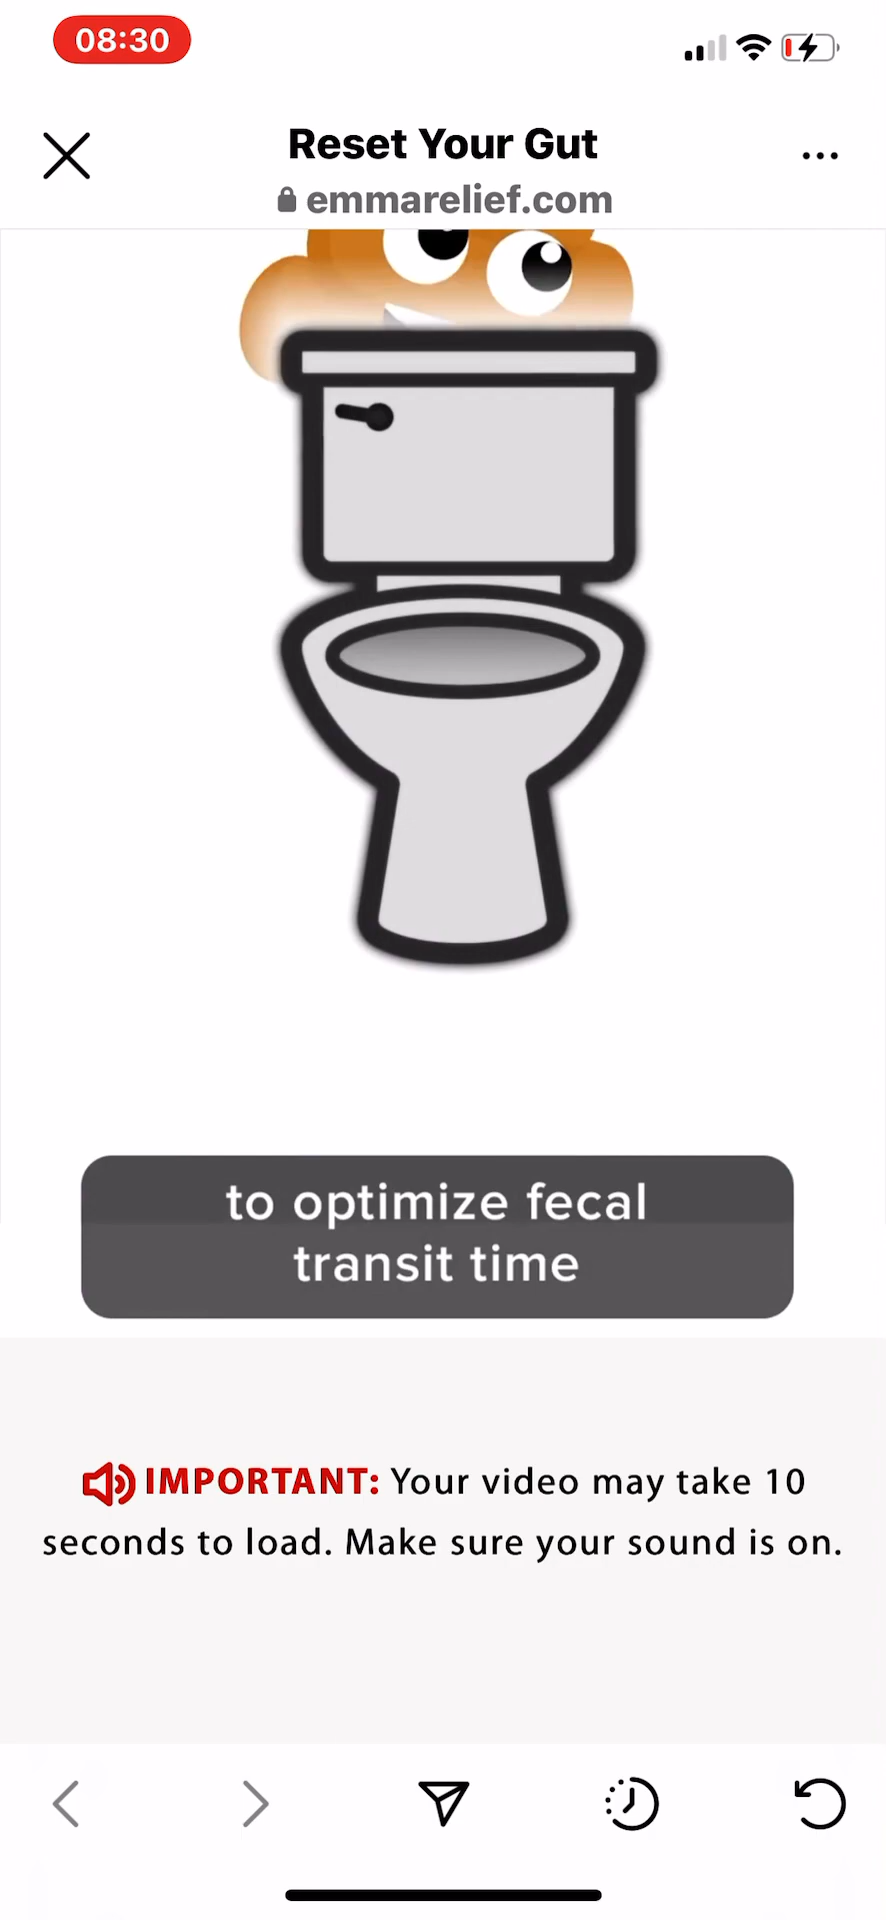 08:30
Reset Your Gut
emmarelief.com
to optimize fecal
transit time
IMPORTANT: Your video may take 10
seconds to load. Make sure your sound is on.